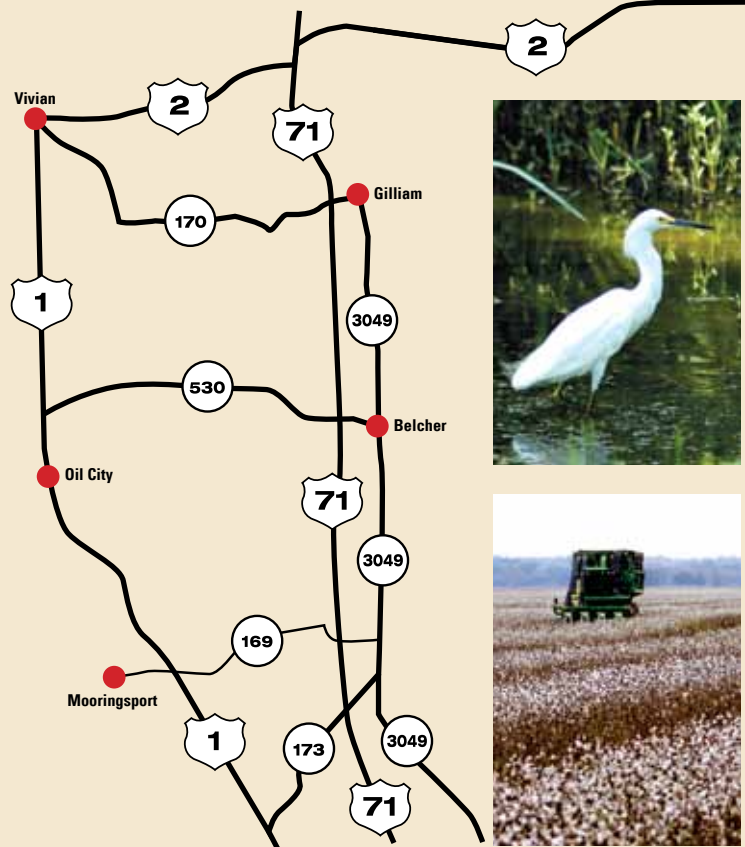 2
Vivian
2
71
Gilliam
170
1
3049
530
Belcher
Oil City
71
3049
169
Mooringsport
1
173
3049
71